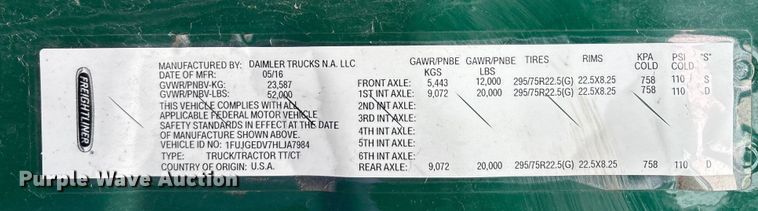 FREIGHTLINER
MANUFACTURED BY: DAIMLER TRUCKS N.A. LLC
DATE OF MFR: 05/16
GVWR/PNBV-KG: 23,587
GVWR/PNBV-LBS: 52,000
THIS VEHICLE COMPLIES WITH ALL
APPLICABLE FEDERAL MOTOR VEHICLE
SAFETY STANDARDS IN EFFECT AT THE DATE
OF MANUFACTURE SHOWN ABOVE.
VEHICLE ID NO.: 1FUJGEDV7HLJA7984
TYPE: TRUCK/TRACTOR TT/CT
COUNTRY OF ORIGIN: U.S.A.
GAWR/PNBE GAWR/PNBE TIRES RIMS KPA PSI "S"
KGS LBS COLD COLD
FRONT AXLE: 5,443 12,000 295/75R22.5(G) 22.5X8.25 758 110 S
1ST INT AXLE: 9,072 20,000 295/75R22.5(G) 22.5X8.25 758 110 D
2ND INT AXLE:
3RD INT AXLE:
4TH INT AXLE:
5TH INT AXLE:
6TH INT AXLE:
REAR AXLE: 9,072 20,000 295/75R22.5(G) 22.5X8.25 758 110 D
Purple Wave Auction